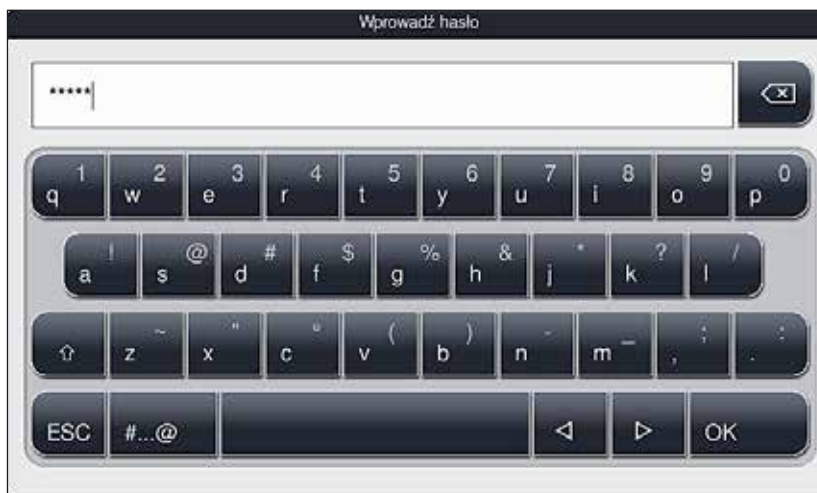 Wprowadź hasło
*****
1 2 3 4 5 6 7 8 9 0
q w e r t y u i o p
! @ # $ % & * ? /
a s d f g h j k l
~ " ( ) - _ ; :
z x c v b n m , .
ESC #...@ OK